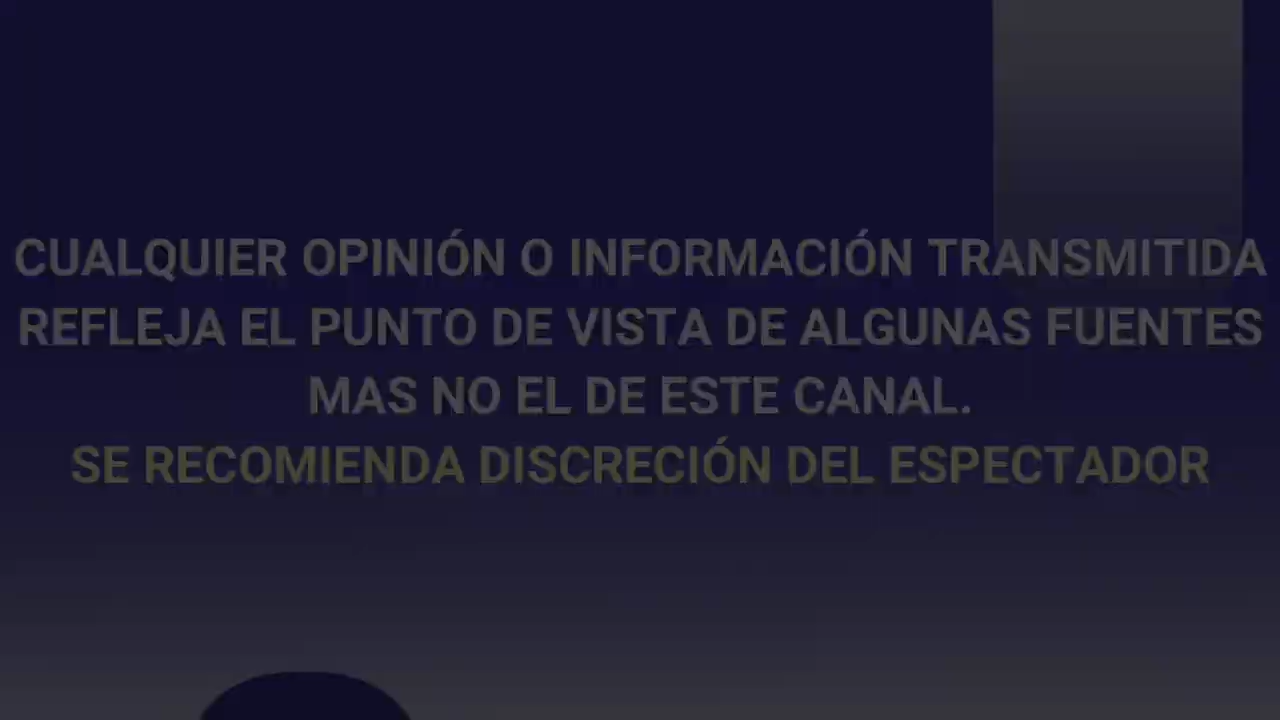 CUALQUIER OPINIÓN O INFORMACIÓN TRANSMITIDA
REFLEJA EL PUNTO DE VISTA DE ALGUNAS FUENTES
MAS NO EL DE ESTE CANAL.
SE RECOMIENDA DISCRECIÓN DEL ESPECTADOR